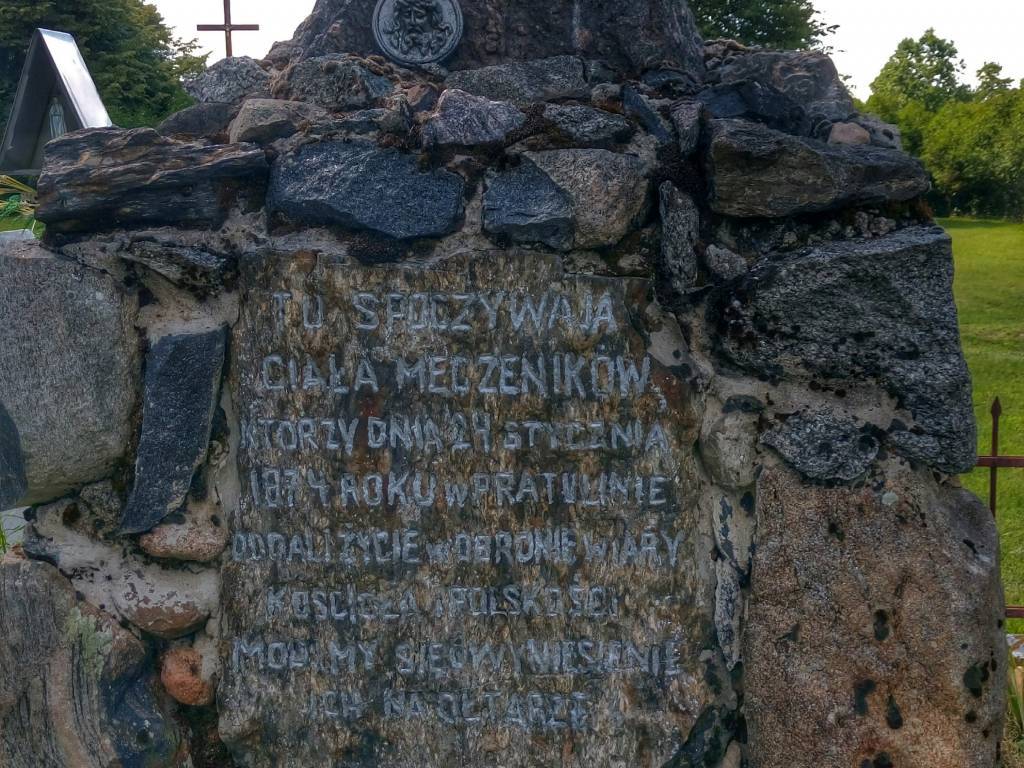 TU SPOCZYWAJĄ
CIAŁA MĘCZENIKÓW,
KTÓRZY DNIA 24 STYCZNIA
1874 ROKU W PRATULINIE
ODDALI ŻYCIE W OBRONIE WIARY
KOŚCIOŁA I POLSKOŚCI
MÓDLMY SIĘ O WYNIESIENIE
ICH NA OŁTARZE